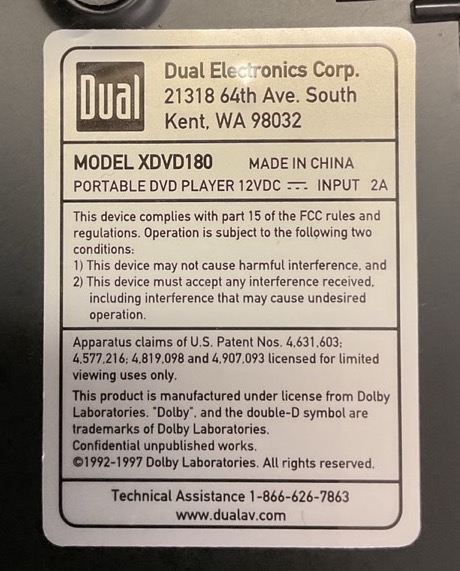 Dual
Dual Electronics Corp.
21318 64th Ave. South
Kent, WA 98032
MODEL XDVD180 MADE IN CHINA
PORTABLE DVD PLAYER 12VDC ⎓ INPUT 2A
This device complies with part 15 of the FCC rules and
regulations. Operation is subject to the following two
conditions:
1) This device may not cause harmful interference, and
2) This device must accept any interference received,
including interference that may cause undesired
operation.
Apparatus claims of U.S. Patent Nos. 4,631,603;
4,577,216; 4,819,098 and 4,907,093 licensed for limited
viewing uses only.
This product is manufactured under license from Dolby
Laboratories. "Dolby", and the double-D symbol are
trademarks of Dolby Laboratories.
Confidential unpublished works.
©1992-1997 Dolby Laboratories. All rights reserved.
Technical Assistance 1-866-626-7863
www.dualav.com